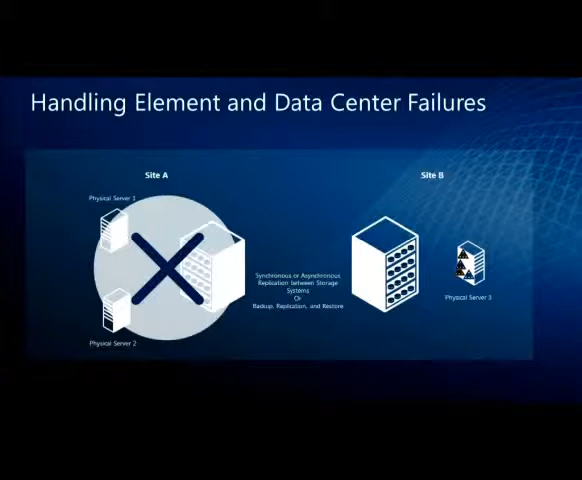 Handling Element and Data Center Failures
Site A
Site B
Physical Server 1
Synchronous or Asynchronous
Replication between Storage
Systems
Or
Backup, Replication, and Restore
Physical Server 3
Physical Server 2